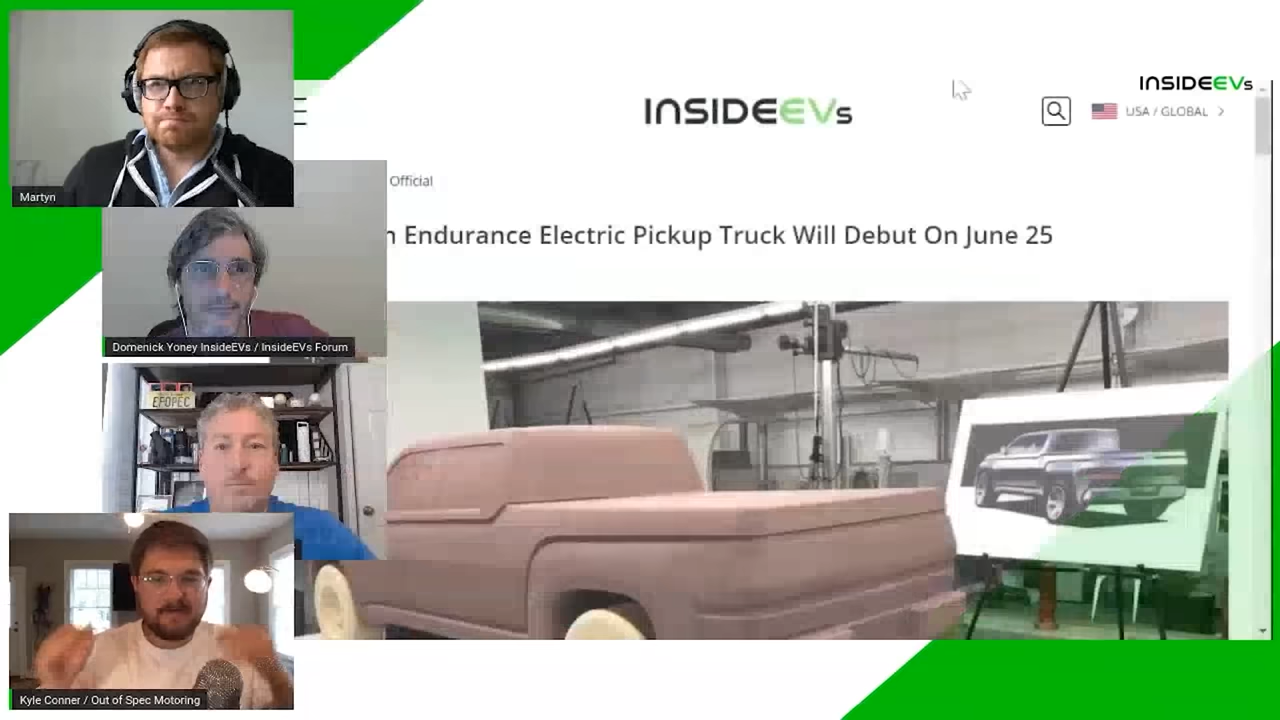 INSIDEEVs
INSIDEEVs
USA / GLOBAL
Official
Endurance Electric Pickup Truck Will Debut On June 25
Martyn
Domenick Yoney InsideEVs / InsideEVs Forum
EPOPEC
Kyle Conner / Out of Spec Motoring